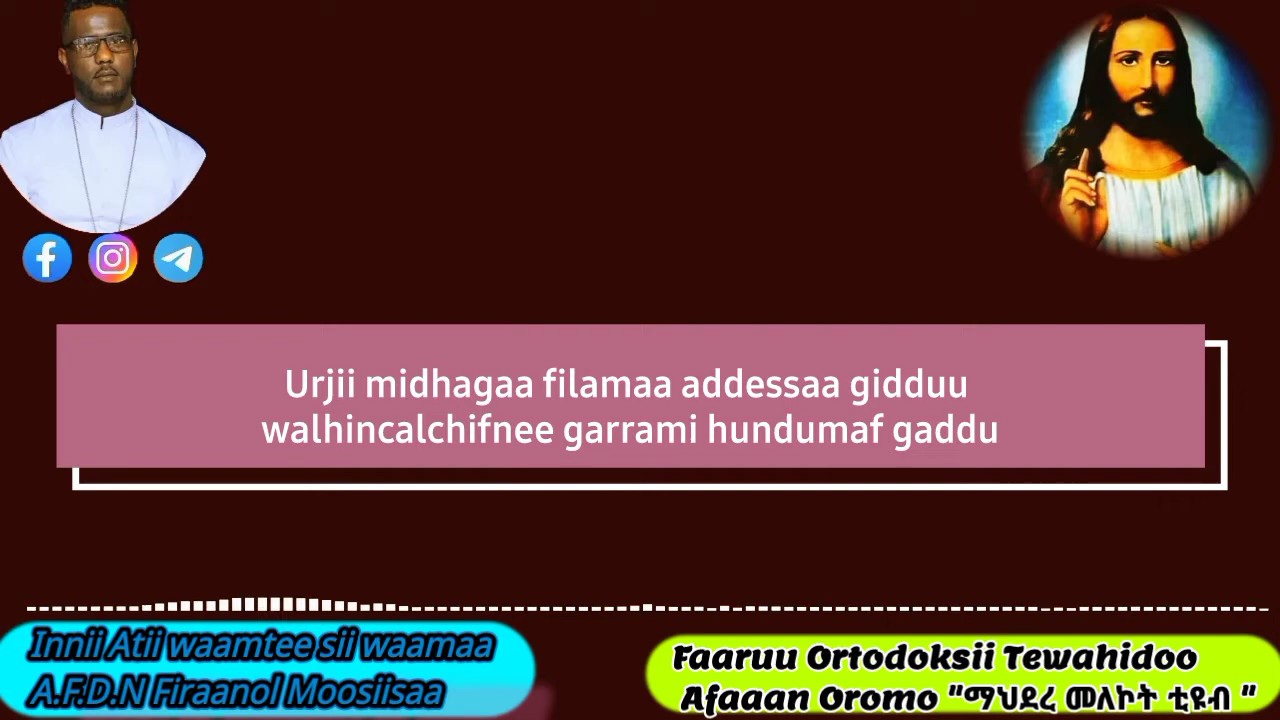 Urjii midhagaa filamaa addessaa gidduu
walhincalchifnee garrami hundumaf gaddu
Innii Atii waamtee sii waamaa
A.F.D.N Firaanol Moosiisaa
Faaruu Ortodoksii Tewahidoo
Afaaan Oromo "ማህደረ መለኮት ቲዩብ "